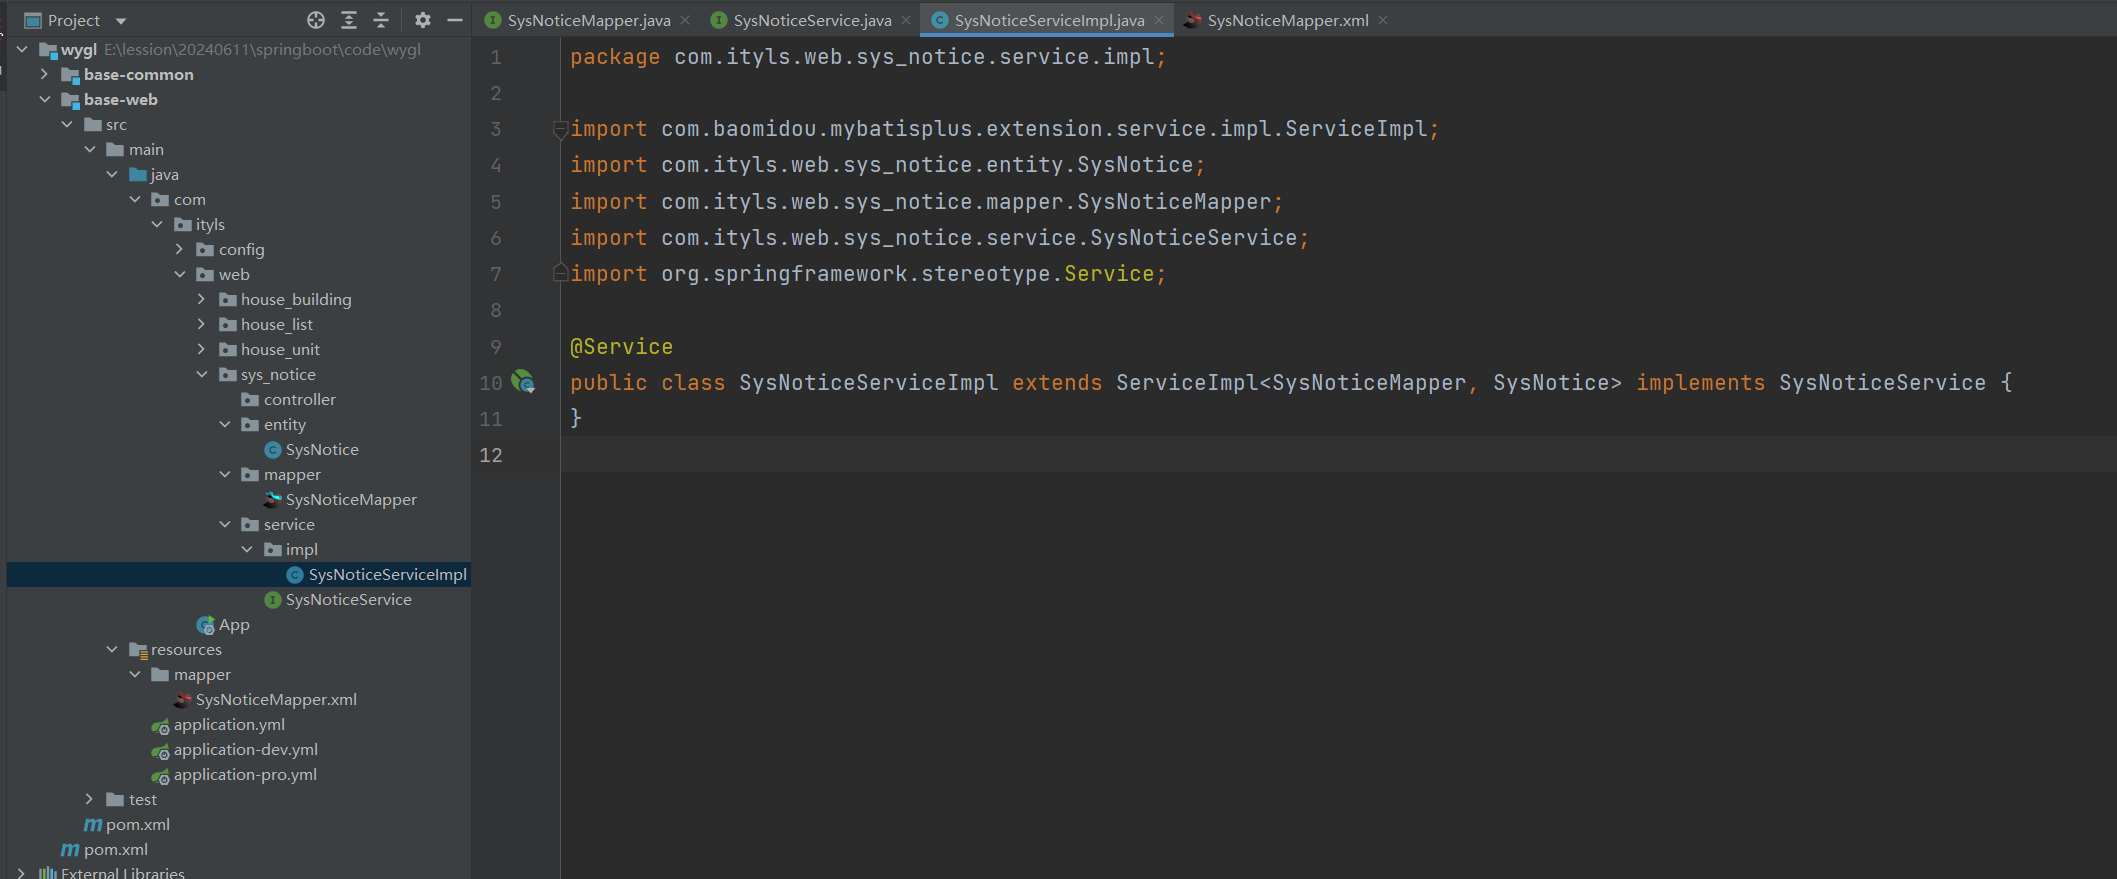 Project
wygl E:\lession\20240611\springboot\code\wygl
base-common
base-web
src
main
java
com
ityls
config
web
house_building
house_list
house_unit
sys_notice
controller
entity
SysNotice
mapper
SysNoticeMapper
service
impl
SysNoticeServiceImpl
SysNoticeService
App
resources
mapper
SysNoticeMapper.xml
application.yml
application-dev.yml
application-pro.yml
test
pom.xml
pom.xml
External Libraries
SysNoticeMapper.java SysNoticeService.java SysNoticeServiceImpl.java SysNoticeMapper.xml
1 package com.ityls.web.sys_notice.service.impl;
2
3 import com.baomidou.mybatisplus.extension.service.impl.ServiceImpl;
4 import com.ityls.web.sys_notice.entity.SysNotice;
5 import com.ityls.web.sys_notice.mapper.SysNoticeMapper;
6 import com.ityls.web.sys_notice.service.SysNoticeService;
7 import org.springframework.stereotype.Service;
8
9 @Service
10 public class SysNoticeServiceImpl extends ServiceImpl<SysNoticeMapper, SysNotice> implements SysNoticeService {
11 }
12